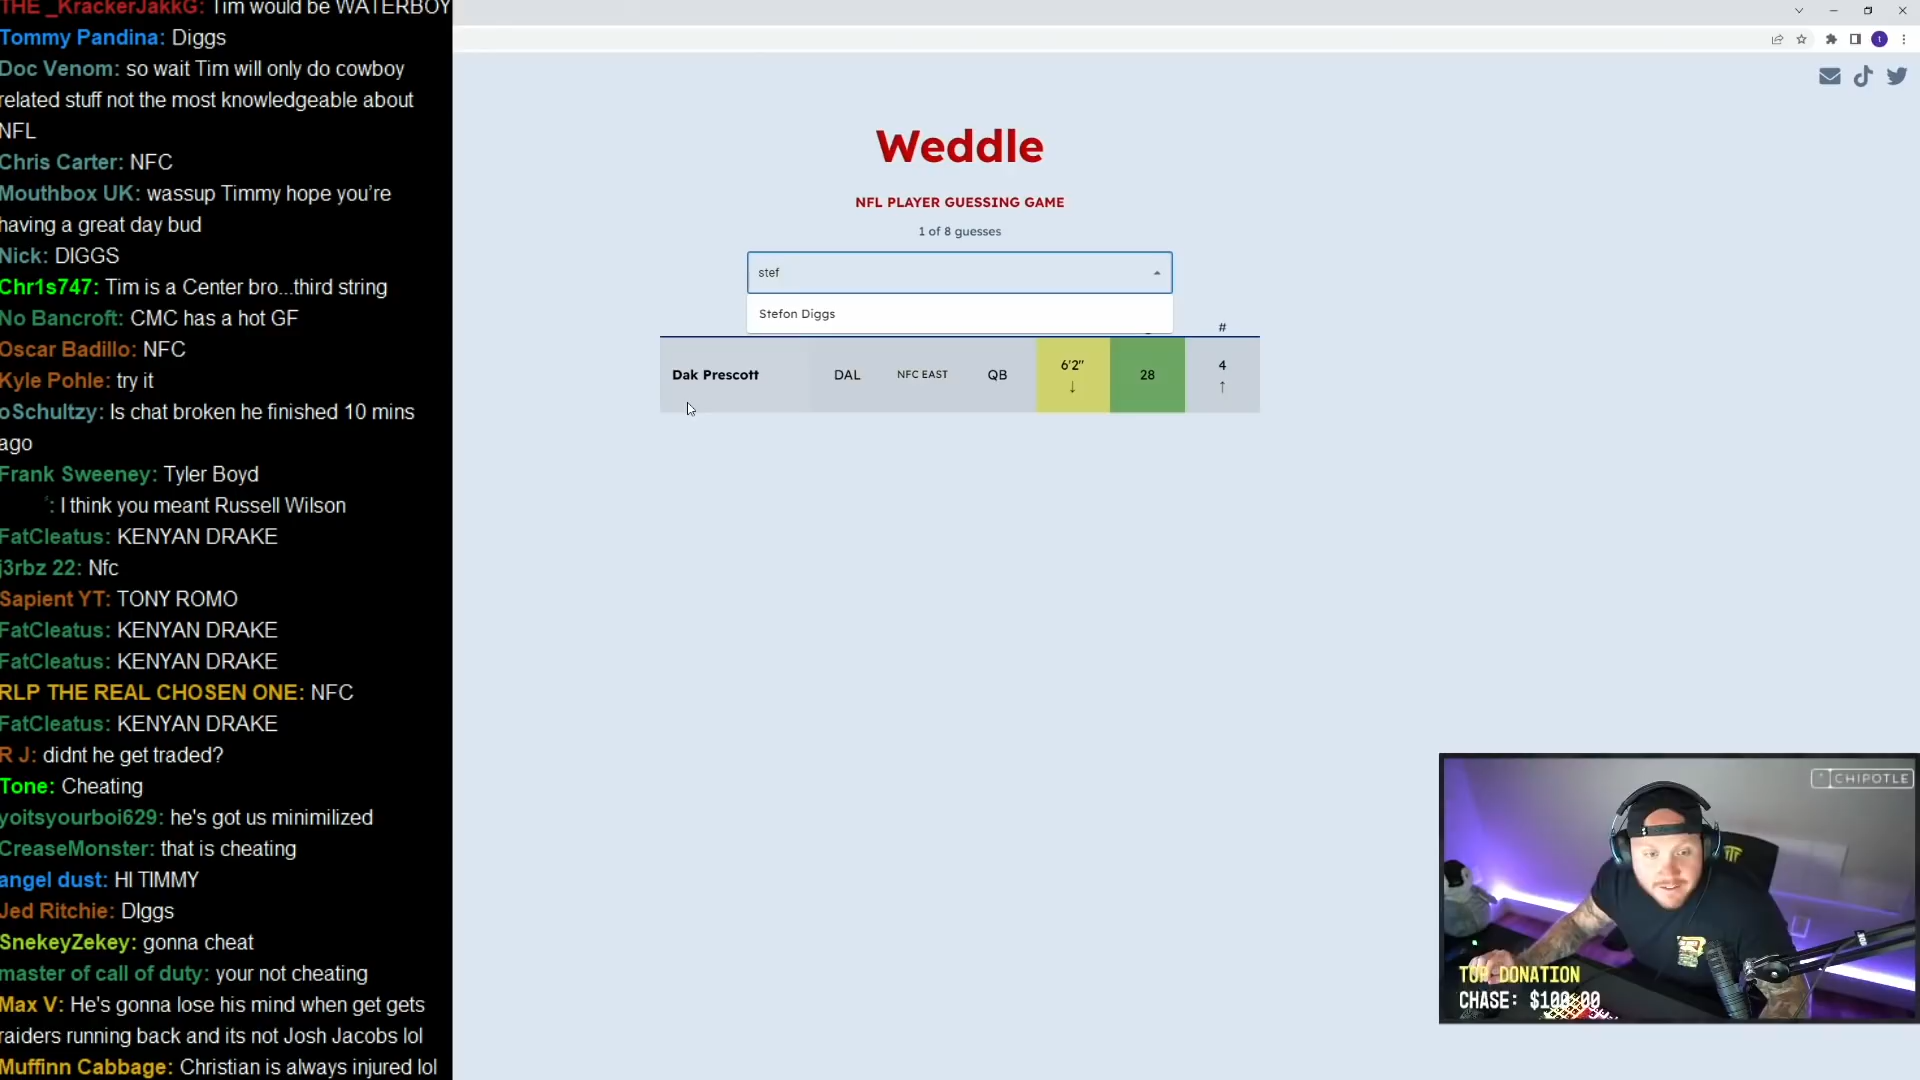 THE _KrackerJakkG: Tim would be WATERBOY
Tommy Pandina: Diggs
Doc Venom: so wait Tim will only do cowboy
related stuff not the most knowledgeable about
NFL
Chris Carter: NFC
Mouthbox UK: wassup Timmy hope you're
having a great day bud
Nick: DIGGS
Chr1s747: Tim is a Center bro...third string
No Bancroft: CMC has a hot GF
Oscar Badillo: NFC
Kyle Pohle: try it
oSchultzy: Is chat broken he finished 10 mins
ago
Frank Sweeney: Tyler Boyd
: I think you meant Russell Wilson
FatCleatus: KENYAN DRAKE
j3rbz 22: Nfc
Sapient YT: TONY ROMO
FatCleatus: KENYAN DRAKE
FatCleatus: KENYAN DRAKE
RLP THE REAL CHOSEN ONE: NFC
FatCleatus: KENYAN DRAKE
R J: didnt he get traded?
Tone: Cheating
yoitsyourboi629: he's got us minimilized
CreaseMonster: that is cheating
angel dust: HI TIMMY
Jed Ritchie: DIggs
SnekeyZekey: gonna cheat
master of call of duty: your not cheating
Max V: He's gonna lose his mind when get gets
raiders running back and its not Josh Jacobs lol
Muffinn Cabbage: Christian is always injured lol
t
Weddle
NFL PLAYER GUESSING GAME
1 of 8 guesses
stef
Stefon Diggs
#
Dak Prescott DAL NFC EAST QB 6'2" ↓ 28 4 ↑
CHIPOTLE
TOP DONATION
CHASE: $100.00